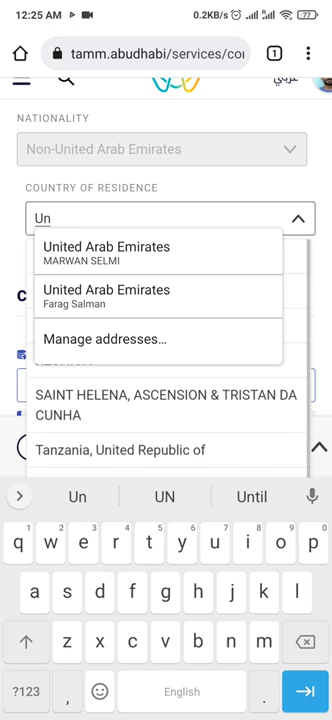 12:25 AM
0.2KB/s
77
tamm.abudhabi/services/coi
1
عربي
NATIONALITY
Non-United Arab Emirates
COUNTRY OF RESIDENCE
Un
United Arab Emirates
MARWAN SELMI
United Arab Emirates
Farag Salman
Manage addresses...
SAINT HELENA, ASCENSION & TRISTAN DA
CUNHA
Tanzania, United Republic of
Un UN Until
1 2 3 4 5 6 7 8 9 0
q w e r t y u i o p
a s d f g h j k l
z x c v b n m
?123 , English .